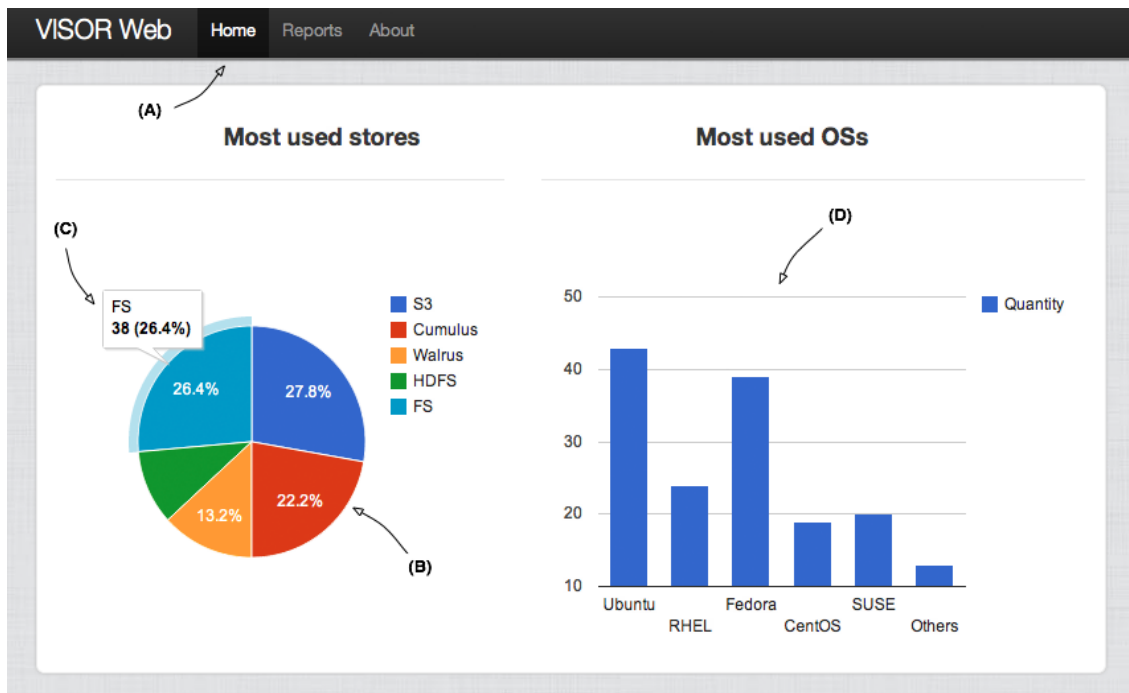 VISOR Web Home Reports About
(A)
Most used stores
Most used OSs
(C)
(D)
FS
38 (26.4%)
26.4%
27.8%
22.2%
13.2%
S3
Cumulus
Walrus
HDFS
FS
(B)
50
40
30
20
10
Ubuntu
RHEL
Fedora
CentOS
SUSE
Others
Quantity